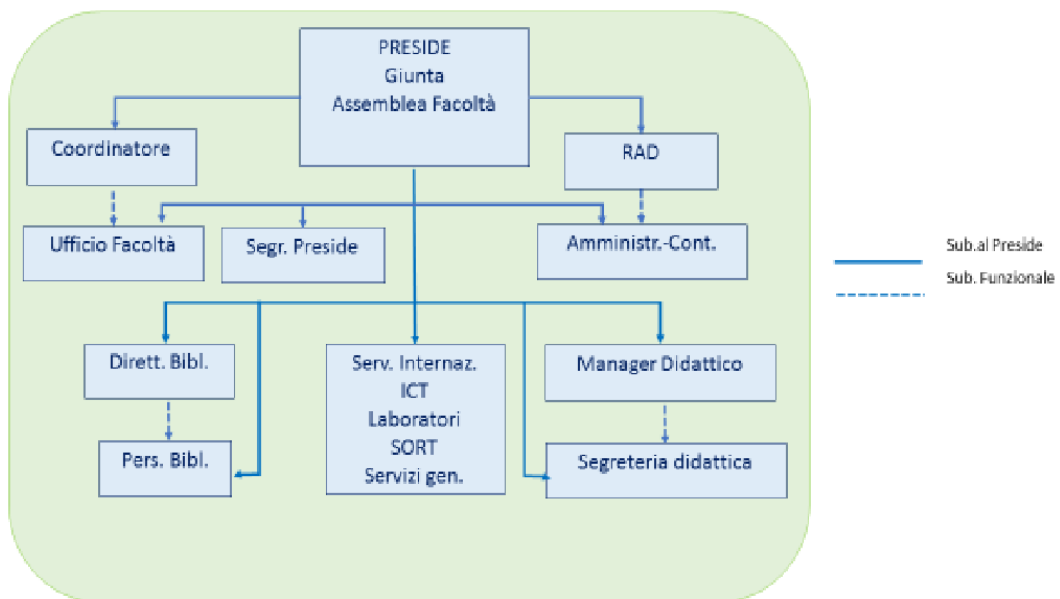 PRESIDE
Giunta
Assemblea Facoltà
Coordinatore
RAD
Ufficio Facoltà
Segr. Preside
Amministr.-Cont.
Sub.al Preside
Sub. Funzionale
Dirett. Bibl.
Serv. Internaz.
ICT
Laboratori
SORT
Servizi gen.
Manager Didattico
Pers. Bibl.
Segreteria didattica